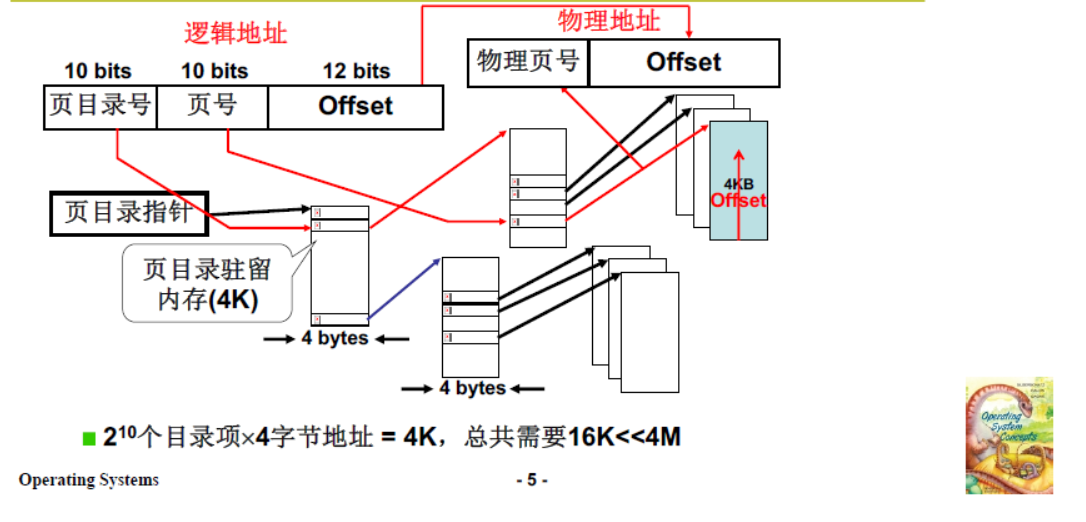 逻辑地址
物理地址
10 bits
10 bits
12 bits
页目录号
页号
Offset
物理页号
Offset
页目录指针
4KB
Offset
页目录驻留
内存(4K)
4 bytes
4 bytes
2¹⁰个目录项×4字节地址 = 4K，总共需要16K<<4M
Operating Systems
- 5 -
Operating
System
Concepts